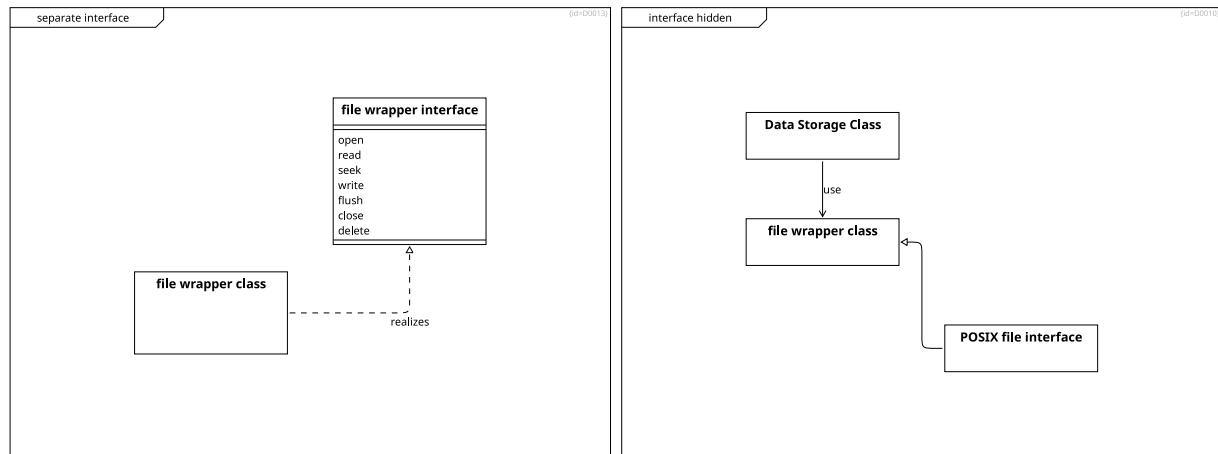 separate interface
{id=D0013}
file wrapper interface
open
read
seek
write
flush
close
delete
file wrapper class
realizes
interface hidden
{id=D0010}
Data Storage Class
use
file wrapper class
POSIX file interface